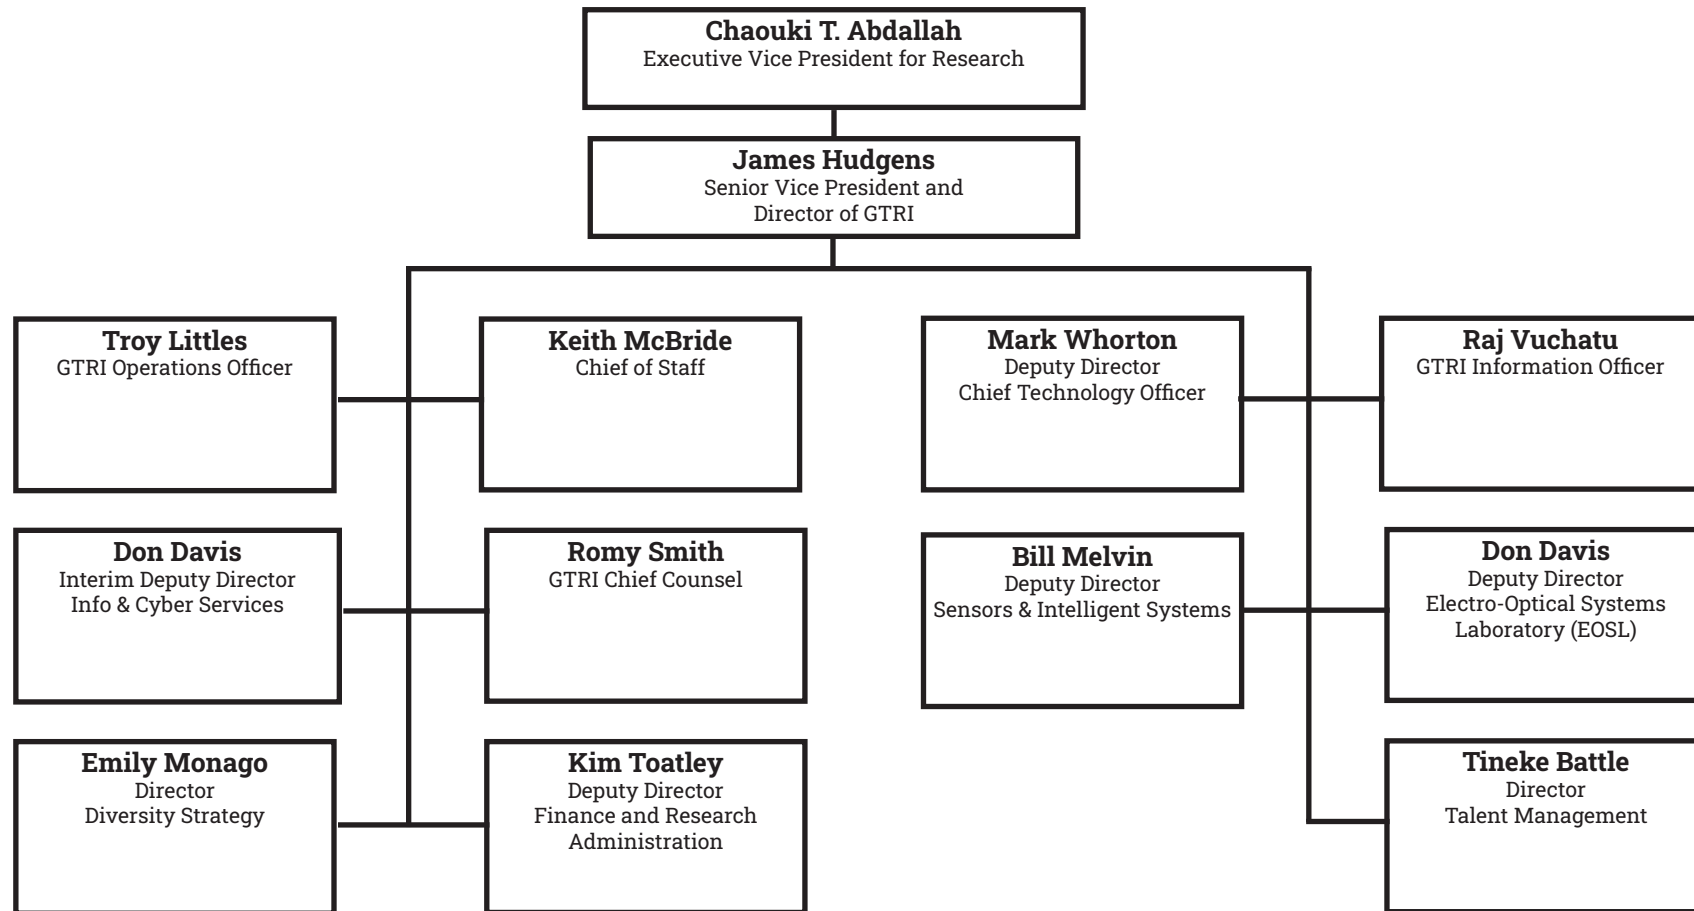 Chaouki T. Abdallah
Executive Vice President for Research
James Hudgens
Senior Vice President and
Director of GTRI
Troy Littles
GTRI Operations Officer
Keith McBride
Chief of Staff
Mark Whorton
Deputy Director
Chief Technology Officer
Raj Vuchatu
GTRI Information Officer
Don Davis
Interim Deputy Director
Info & Cyber Services
Romy Smith
GTRI Chief Counsel
Bill Melvin
Deputy Director
Sensors & Intelligent Systems
Don Davis
Deputy Director
Electro-Optical Systems
Laboratory (EOSL)
Emily Monago
Director
Diversity Strategy
Kim Toatley
Deputy Director
Finance and Research
Administration
Tineke Battle
Director
Talent Management